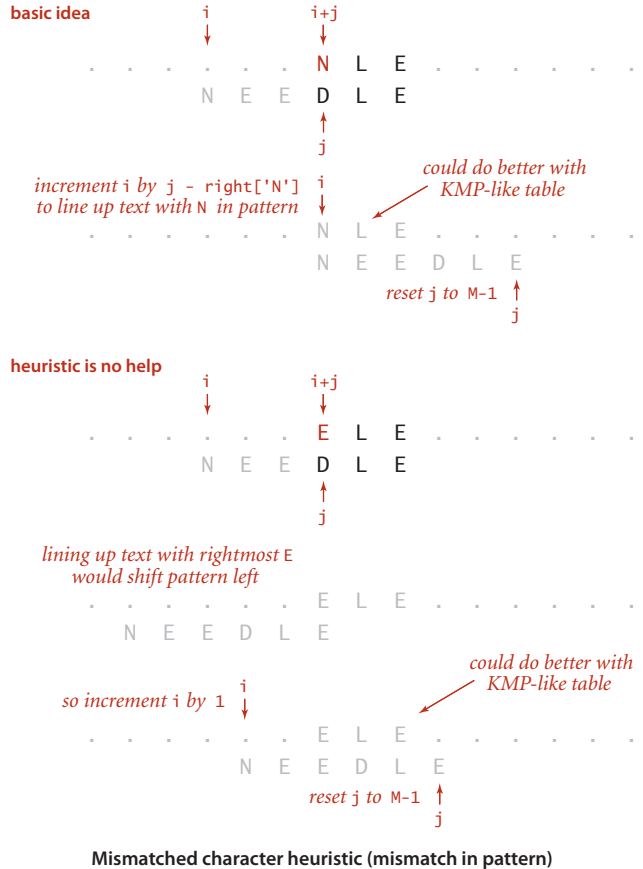 basic idea
i i+j
. . . . . . N L E . . . . . .
N E E D L E
j
increment i by j - right['N']
to line up text with N in pattern
i
could do better with
KMP-like table
. . . . . . N L E . . . . . .
N E E D L E
reset j to M-1
j
heuristic is no help
i i+j
. . . . . . E L E . . . . . .
N E E D L E
j
lining up text with rightmost E
would shift pattern left
. . . . . . E L E . . . . . .
N E E D L E
could do better with
KMP-like table
so increment i by 1
i
. . . . . . E L E . . . . . .
N E E D L E
reset j to M-1
j
Mismatched character heuristic (mismatch in pattern)